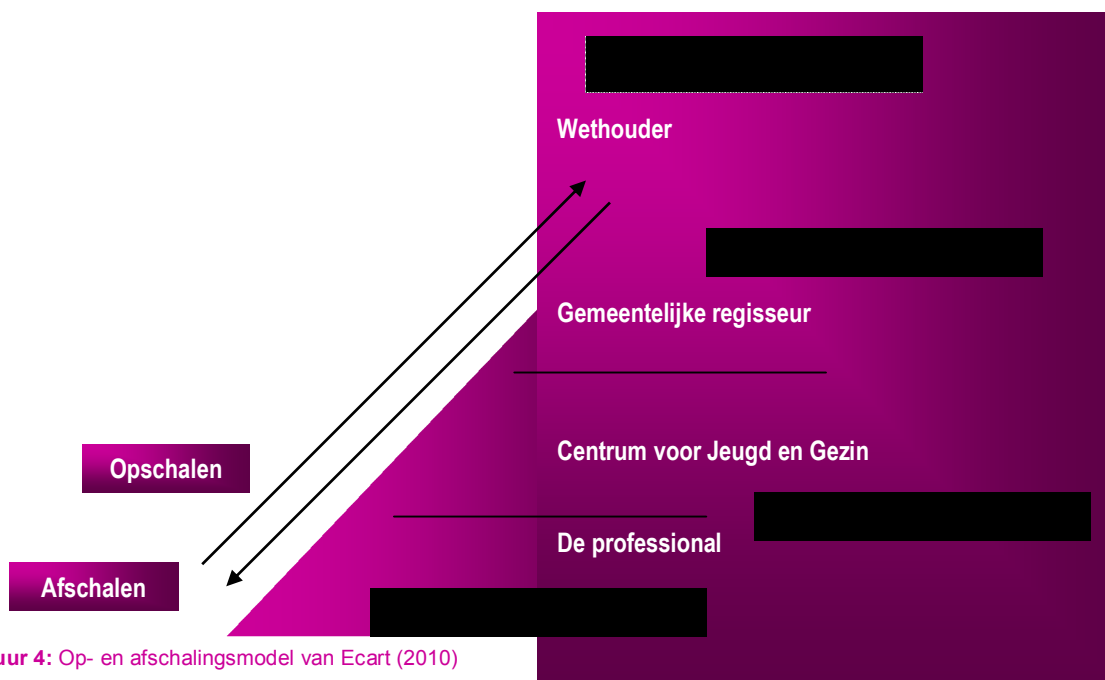 Wethouder
Gemeentelijke regisseur
Opschalen
Centrum voor Jeugd en Gezin
De professional
Afschalen
uur 4: Op- en afschalingsmodel van Ecart (2010)